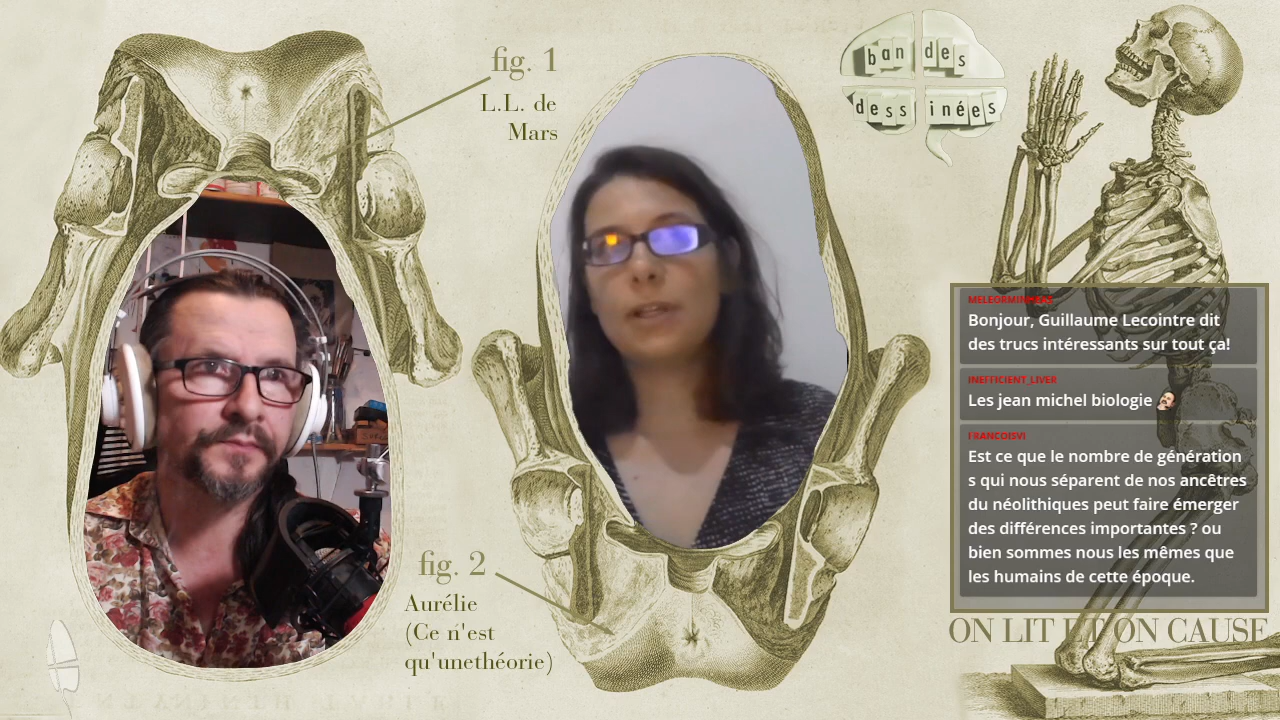 fig. 1
L.L. de
Mars
ban des
dess inées
Bonjour, Guillaume Lecointre dit
des trucs intéressants sur tout ça!
INEFFICIENT_LIVER
Les jean michel biologie
FRANCOISVI
Est ce que le nombre de génération
s qui nous séparent de nos ancêtres
du néolithiques peut faire émerger
des différences importantes ? ou
bien sommes nous les mêmes que
les humains de cette époque.
fig. 2
Aurélie
(Ce n'est
qu'unethéorie)
ON LIT ET ON CAUSE